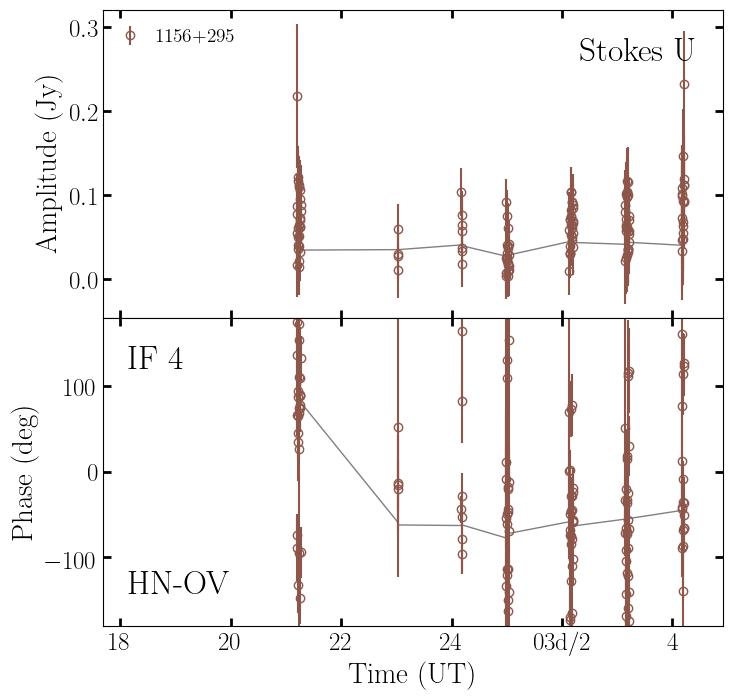 1156+295
Stokes U
0.3
0.2
0.1
0.0
Amplitude (Jy)
IF 4
100
0
−100
Phase (deg)
HN-OV
18 20 22 24 03d/2 4
Time (UT)